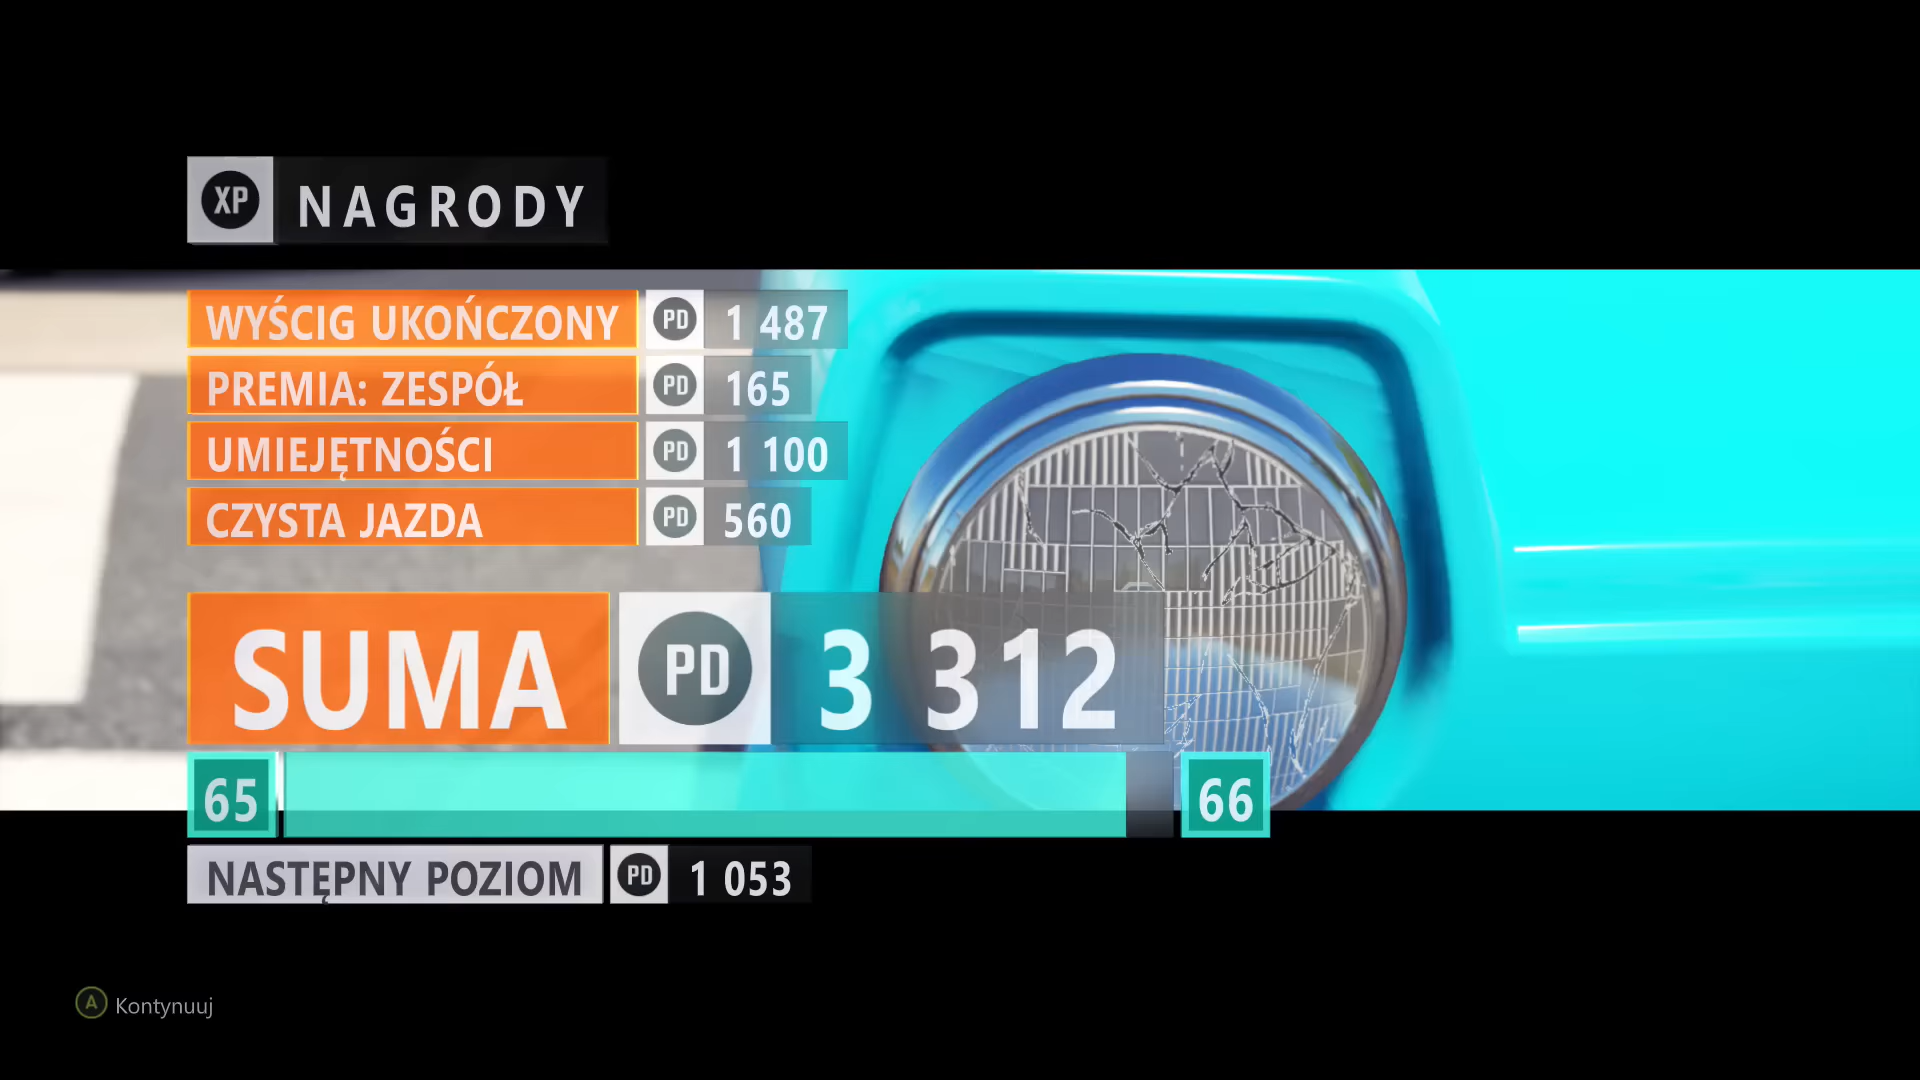 XP NAGRODY
WYŚCIG UKOŃCZONY PD 1 487
PREMIA: ZESPÓŁ PD 165
UMIEJĘTNOŚCI PD 1 100
CZYSTA JAZDA PD 560
SUMA PD 3 312
65 66
NASTĘPNY POZIOM PD 1 053
A Kontynuuj